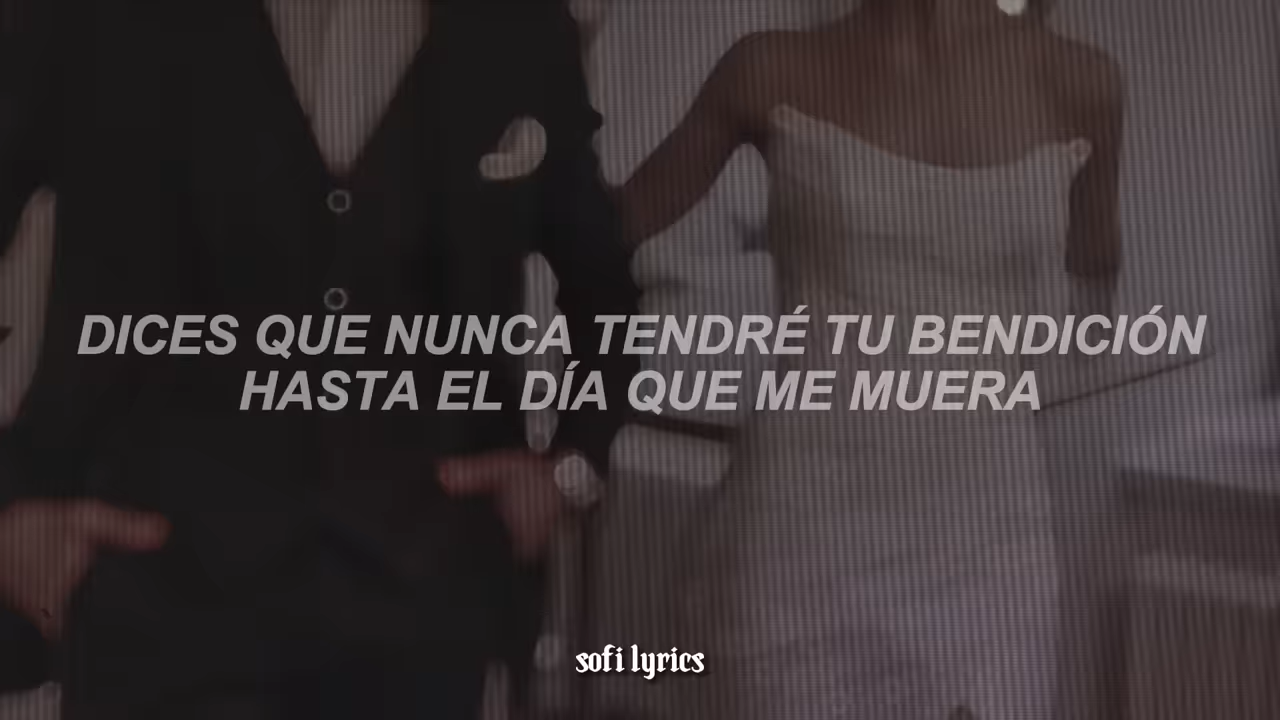 DICES QUE NUNCA TENDRÉ TU BENDICIÓN
HASTA EL DÍA QUE ME MUERA
sofi lyrics